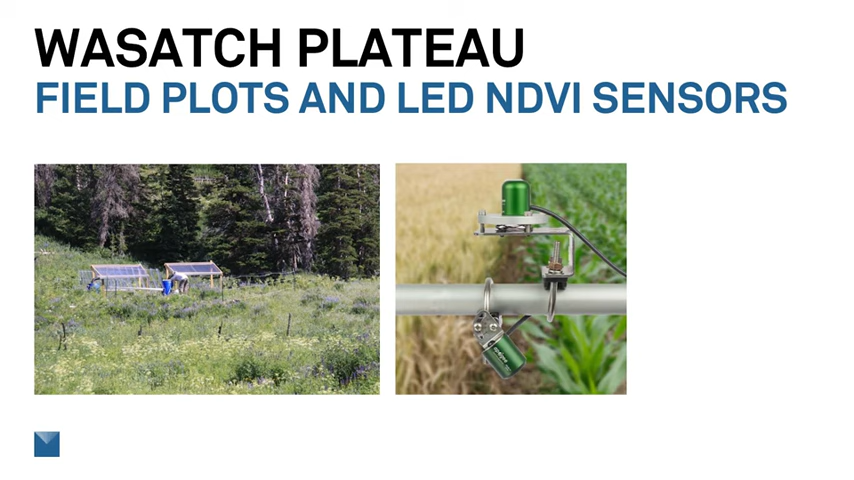 WASATCH PLATEAU
FIELD PLOTS AND LED NDVI SENSORS